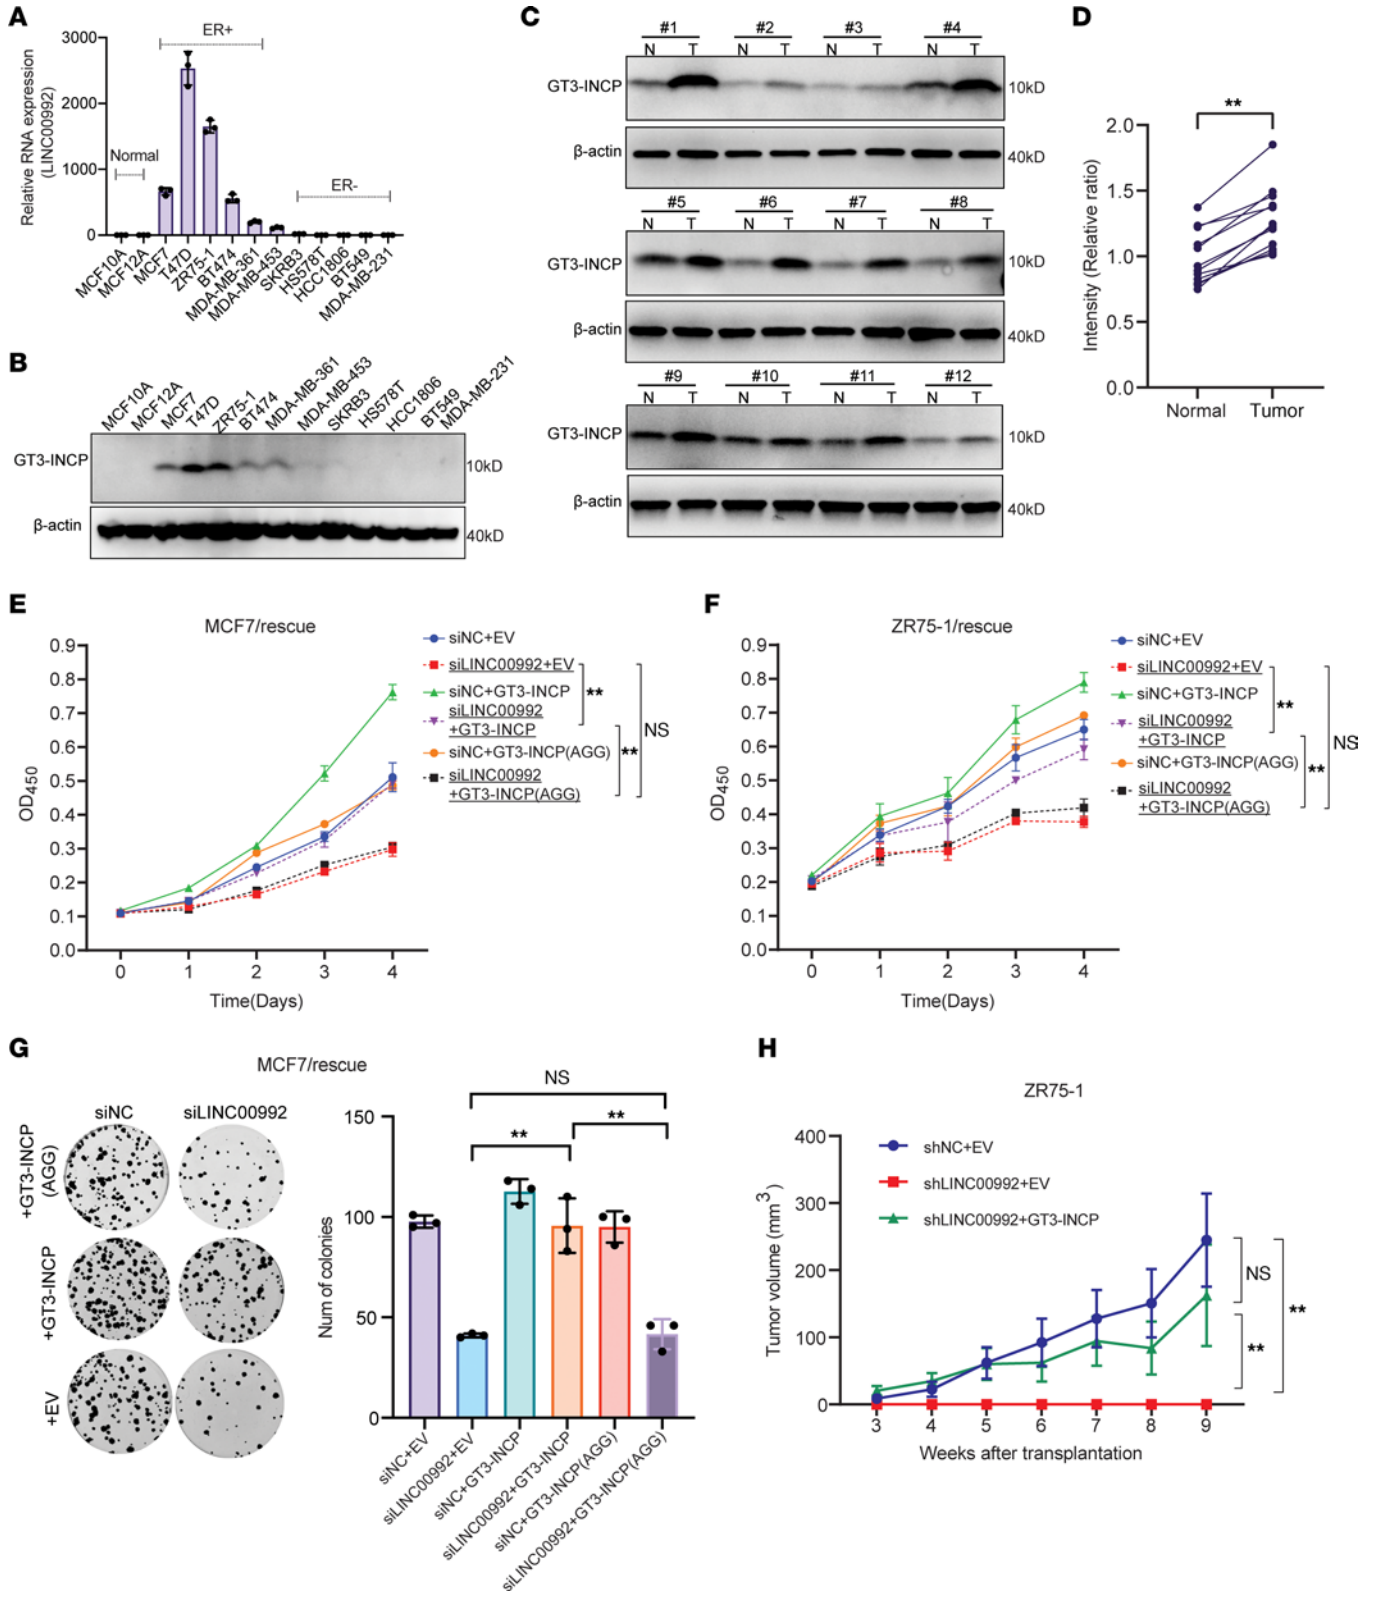 A
3000
2000
1000
0
Relative RNA expression
(LINC00992)
Normal
ER+
ER-
MCF10A
MCF12A
MCF7
T47D
ZR75-1
BT474
MDA-MB-361
MDA-MB-453
SKRB3
HS578T
HCC1806
BT549
MDA-MB-231
B
MCF10A
MCF12A
MCF7
T47D
ZR75-1
BT474
MDA-MB-361
MDA-MB-453
SKRB3
HS578T
HCC1806
BT549
MDA-MB-231
GT3-INCP
10kD
β-actin
40kD
C
#1 #2 #3 #4
N T N T N T N T
GT3-INCP
10kD
β-actin
40kD
#5 #6 #7 #8
N T N T N T N T
GT3-INCP
10kD
β-actin
40kD
#9 #10 #11 #12
N T N T N T N T
GT3-INCP
10kD
β-actin
40kD
D
**
2.0
1.5
1.0
0.5
0.0
Intensity (Relative ratio)
Normal Tumor
E
MCF7/rescue
0.9
0.8
0.7
0.6
0.5
0.4
0.3
0.2
0.1
0.0
OD450
0 1 2 3 4
Time(Days)
siNC+EV
siLINC00992+EV
siNC+GT3-INCP
siLINC00992
+GT3-INCP
siNC+GT3-INCP(AGG)
siLINC00992
+GT3-INCP(AGG)
**
**
NS
F
ZR75-1/rescue
0.9
0.8
0.7
0.6
0.5
0.4
0.3
0.2
0.1
0.0
OD450
0 1 2 3 4
Time(Days)
siNC+EV
siLINC00992+EV
siNC+GT3-INCP
siLINC00992
+GT3-INCP
siNC+GT3-INCP(AGG)
siLINC00992
+GT3-INCP(AGG)
**
**
NS
G
MCF7/rescue
siNC siLINC00992
+GT3-INCP
(AGG)
+GT3-INCP
+EV
NS
**
**
150
100
50
0
Num of colonies
siNC+EV
siLINC00992+EV
siNC+GT3-INCP
siLINC00992+GT3-INCP
siNC+GT3-INCP(AGG)
siLINC00992+GT3-INCP(AGG)
H
ZR75-1
400
300
200
100
0
Tumor volume (mm3)
shNC+EV
shLINC00992+EV
shLINC00992+GT3-INCP
NS
**
**
3 4 5 6 7 8 9
Weeks after transplantation